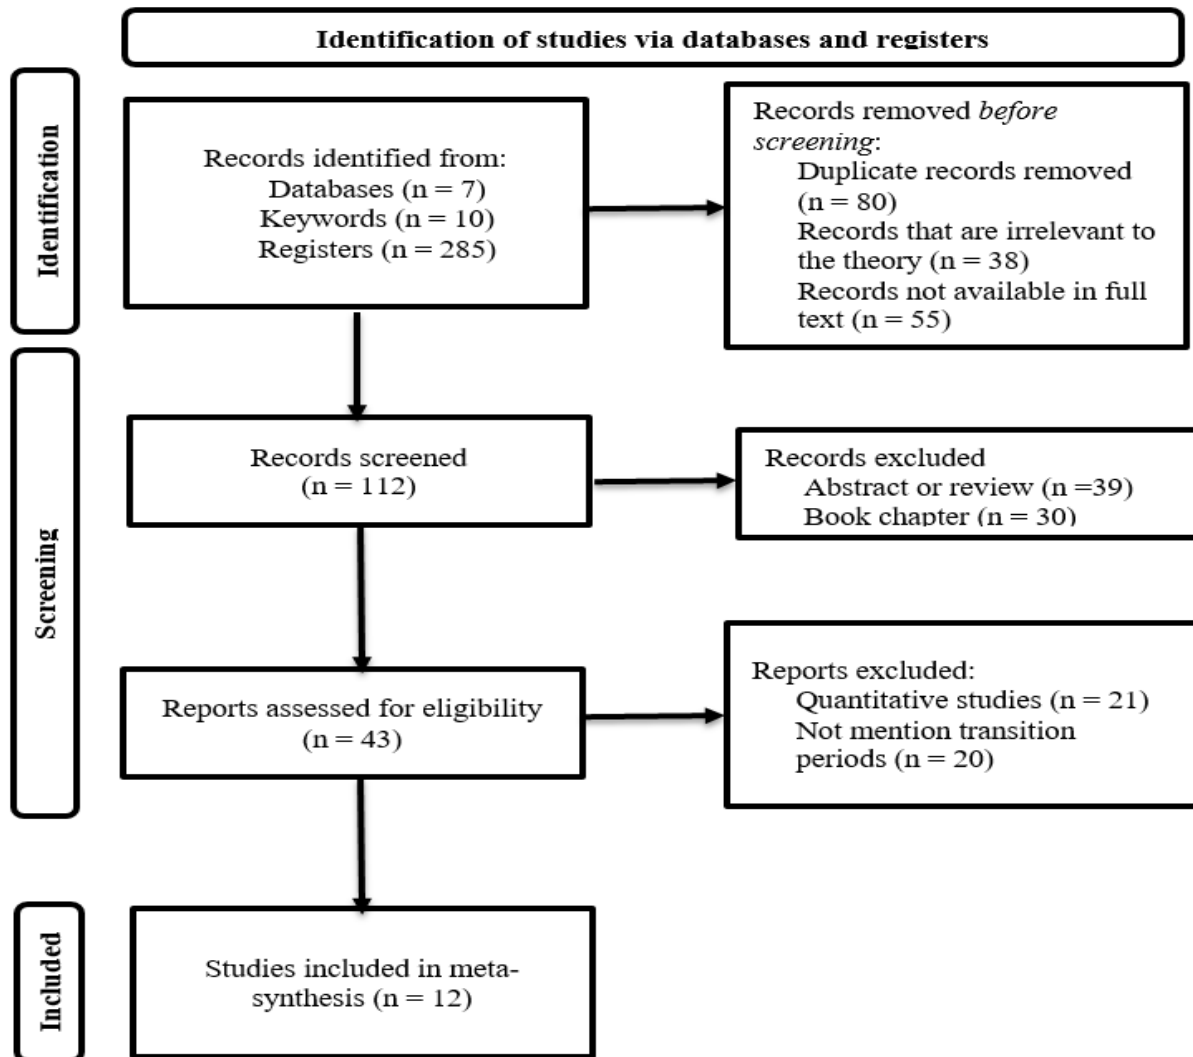 Identification of studies via databases and registers
Identification
Records identified from:
Databases (n = 7)
Keywords (n = 10)
Registers (n = 285)
Records removed before
screening:
Duplicate records removed
(n = 80)
Records that are irrelevant to
the theory (n = 38)
Records not available in full
text (n = 55)
Screening
Records screened
(n = 112)
Records excluded
Abstract or review (n =39)
Book chapter (n = 30)
Reports assessed for eligibility
(n = 43)
Reports excluded:
Quantitative studies (n = 21)
Not mention transition
periods (n = 20)
Included
Studies included in meta-
synthesis (n = 12)